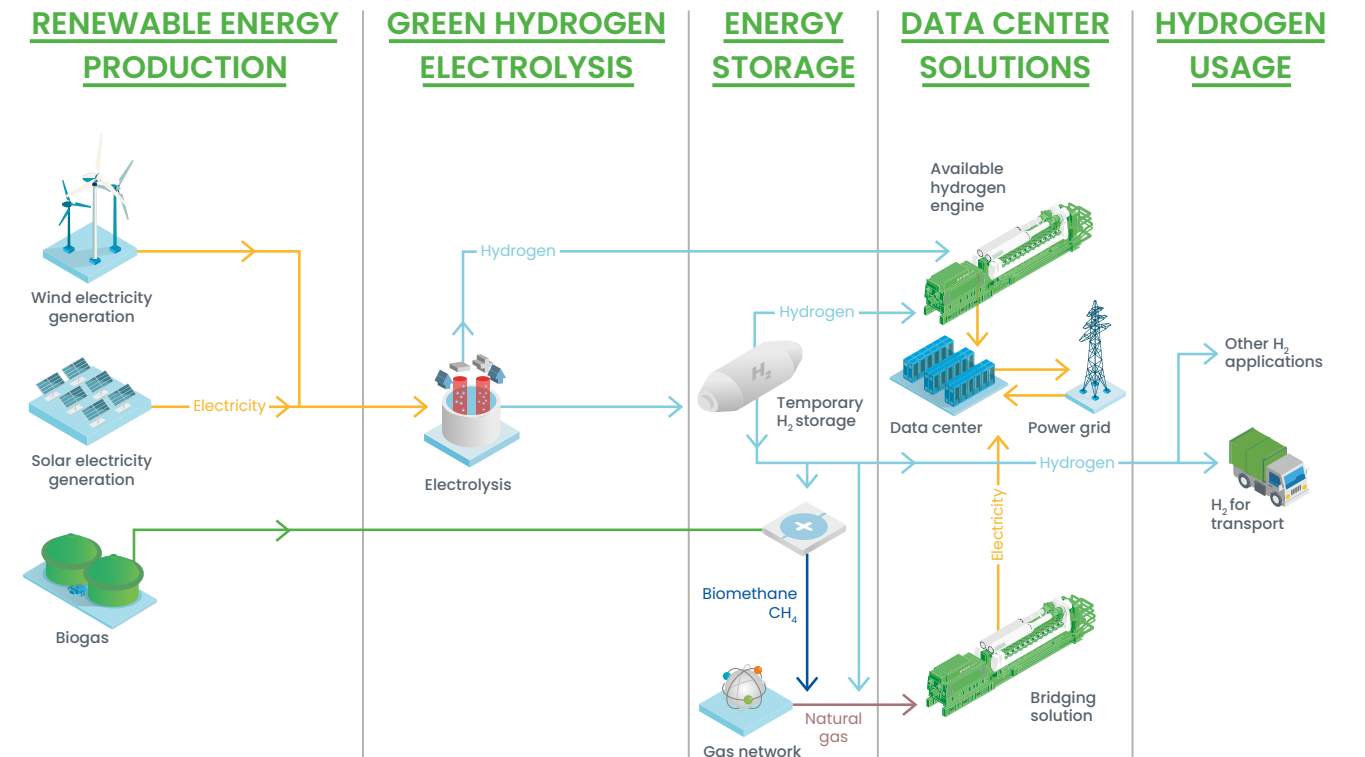 RENEWABLE ENERGY
PRODUCTION
GREEN HYDROGEN
ELECTROLYSIS
ENERGY
STORAGE
DATA CENTER
SOLUTIONS
HYDROGEN
USAGE
Wind electricity
generation
Solar electricity
generation
Electricity
Biogas
Hydrogen
Electrolysis
Hydrogen
H2
Temporary
H2 storage
Biomethane
CH4
Natural
gas
Gas network
Available
hydrogen
engine
Data center
Power grid
Hydrogen
Electricity
Bridging
solution
Other H2
applications
H2 for
transport